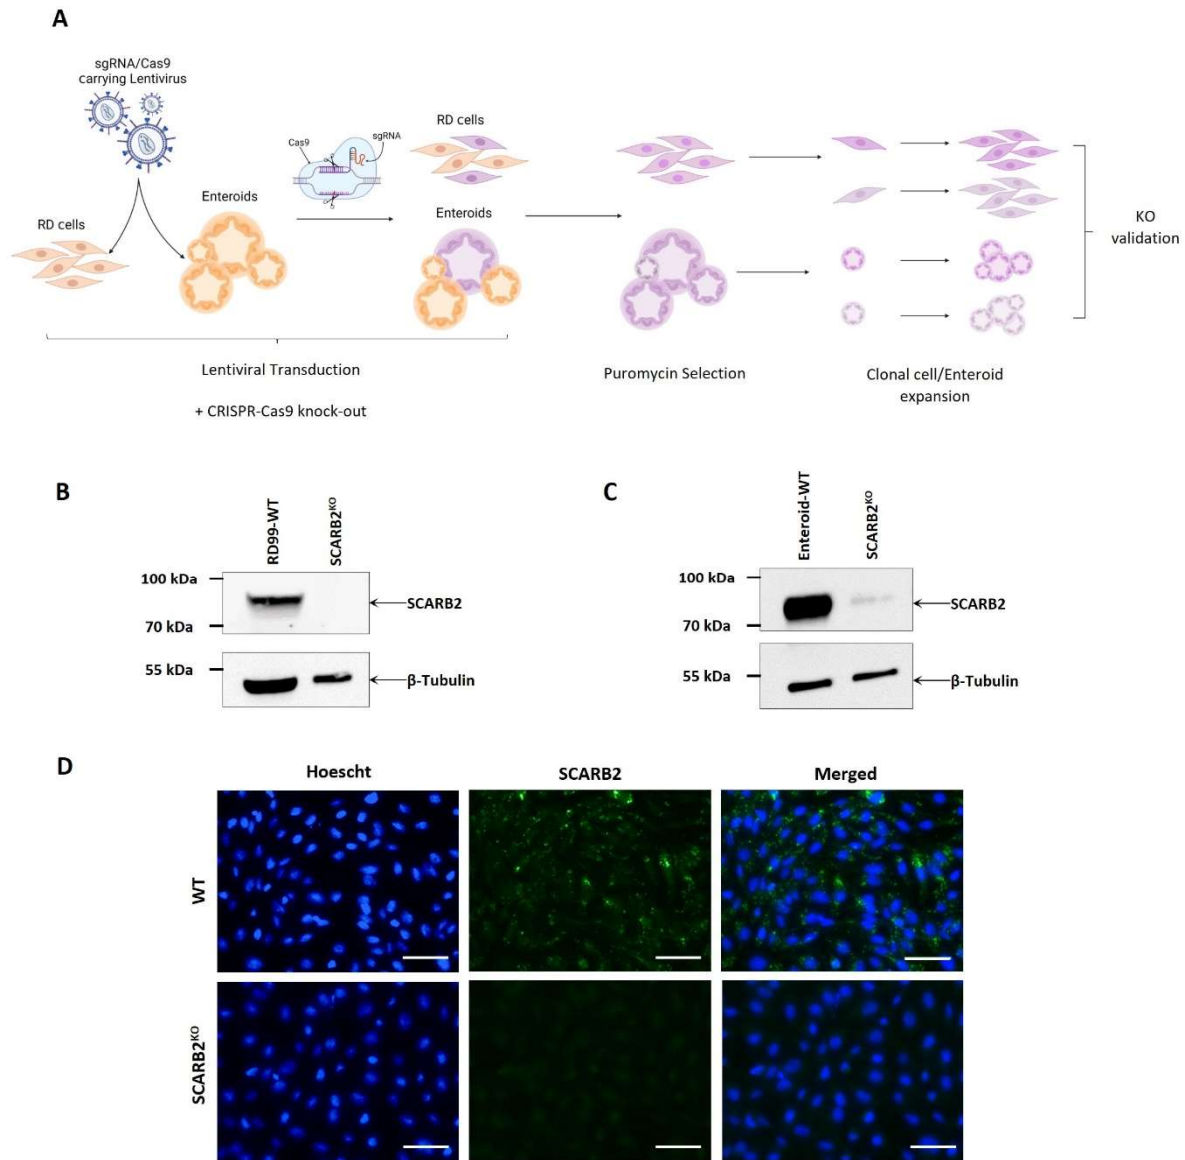 A
sgRNA/Cas9
carrying Lentivirus
RD cells
Enteroids
Cas9
sgRNA
RD cells
Enteroids
KO
validation
Lentiviral Transduction
+ CRISPR-Cas9 knock-out
Puromycin Selection
Clonal cell/Enteroid
expansion
B
RD99-WT
SCARB2KO
100 kDa
SCARB2
70 kDa
55 kDa
β-Tubulin
C
Enteroid-WT
SCARB2KO
100 kDa
SCARB2
70 kDa
55 kDa
β-Tubulin
D
Hoescht
SCARB2
Merged
WT
SCARB2KO